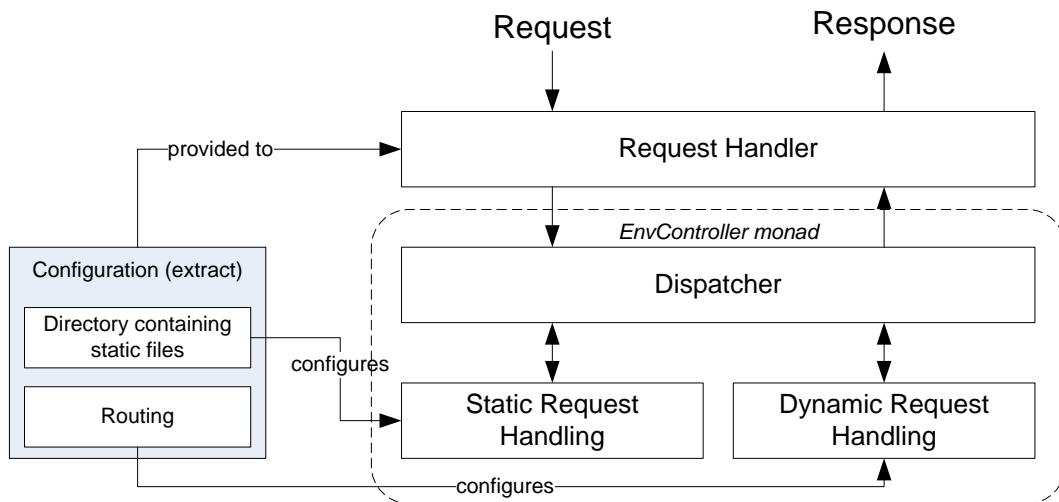 Request
Response
Request Handler
provided to
EnvController monad
Dispatcher
Configuration (extract)
Directory containing
static files
Routing
configures
Static Request
Handling
Dynamic Request
Handling
configures